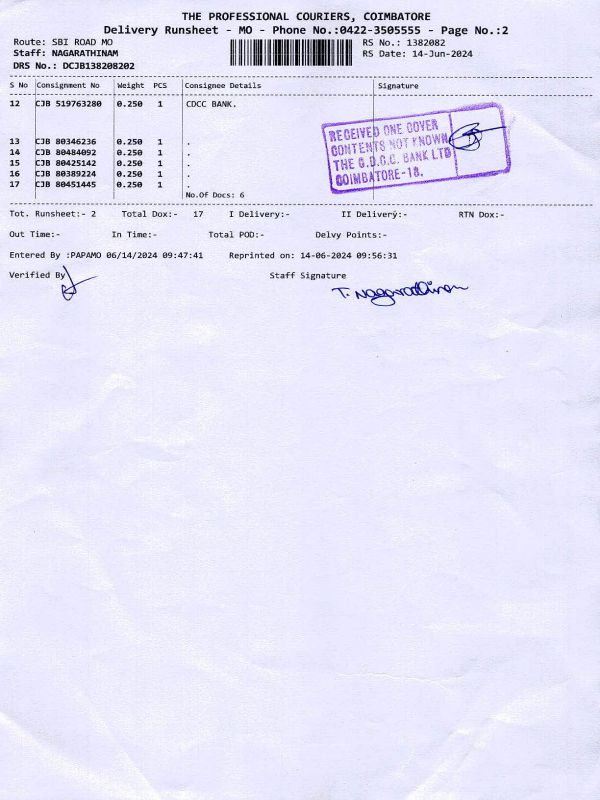 THE PROFESSIONAL COURIERS, COIMBATORE
Delivery Runsheet - MO - Phone No.:0422-3505555 - Page No.:2
Route: SBI ROAD MO RS No.: 1382082
Staff: NAGARATHINAM RS Date: 14-Jun-2024
DRS No.: DCJB138208202
S No Consignment No Weight PCS Consignee Details Signature
12 CJB 519763280 0.250 1 CDCC BANK.
RECEIVED ONE COVER
CONTENTS NOT KNOWN
THE C.D.C.C. BANK LTD
COIMBATORE-18.
13 CJB 80346236 0.250 1 .
14 CJB 80484092 0.250 1 .
15 CJB 80425142 0.250 1 .
16 CJB 80389224 0.250 1 .
17 CJB 80451445 0.250 1 .
No.Of Docs: 6
Tot. Runsheet:- 2 Total Dox:- 17 I Delivery:- II Delivery:- RTN Dox:-
Out Time:- In Time:- Total POD:- Delvy Points:-
Entered By :PAPAMO 06/14/2024 09:47:41 Reprinted on: 14-06-2024 09:56:31
Verified By Staff Signature
T. Nagarathinam